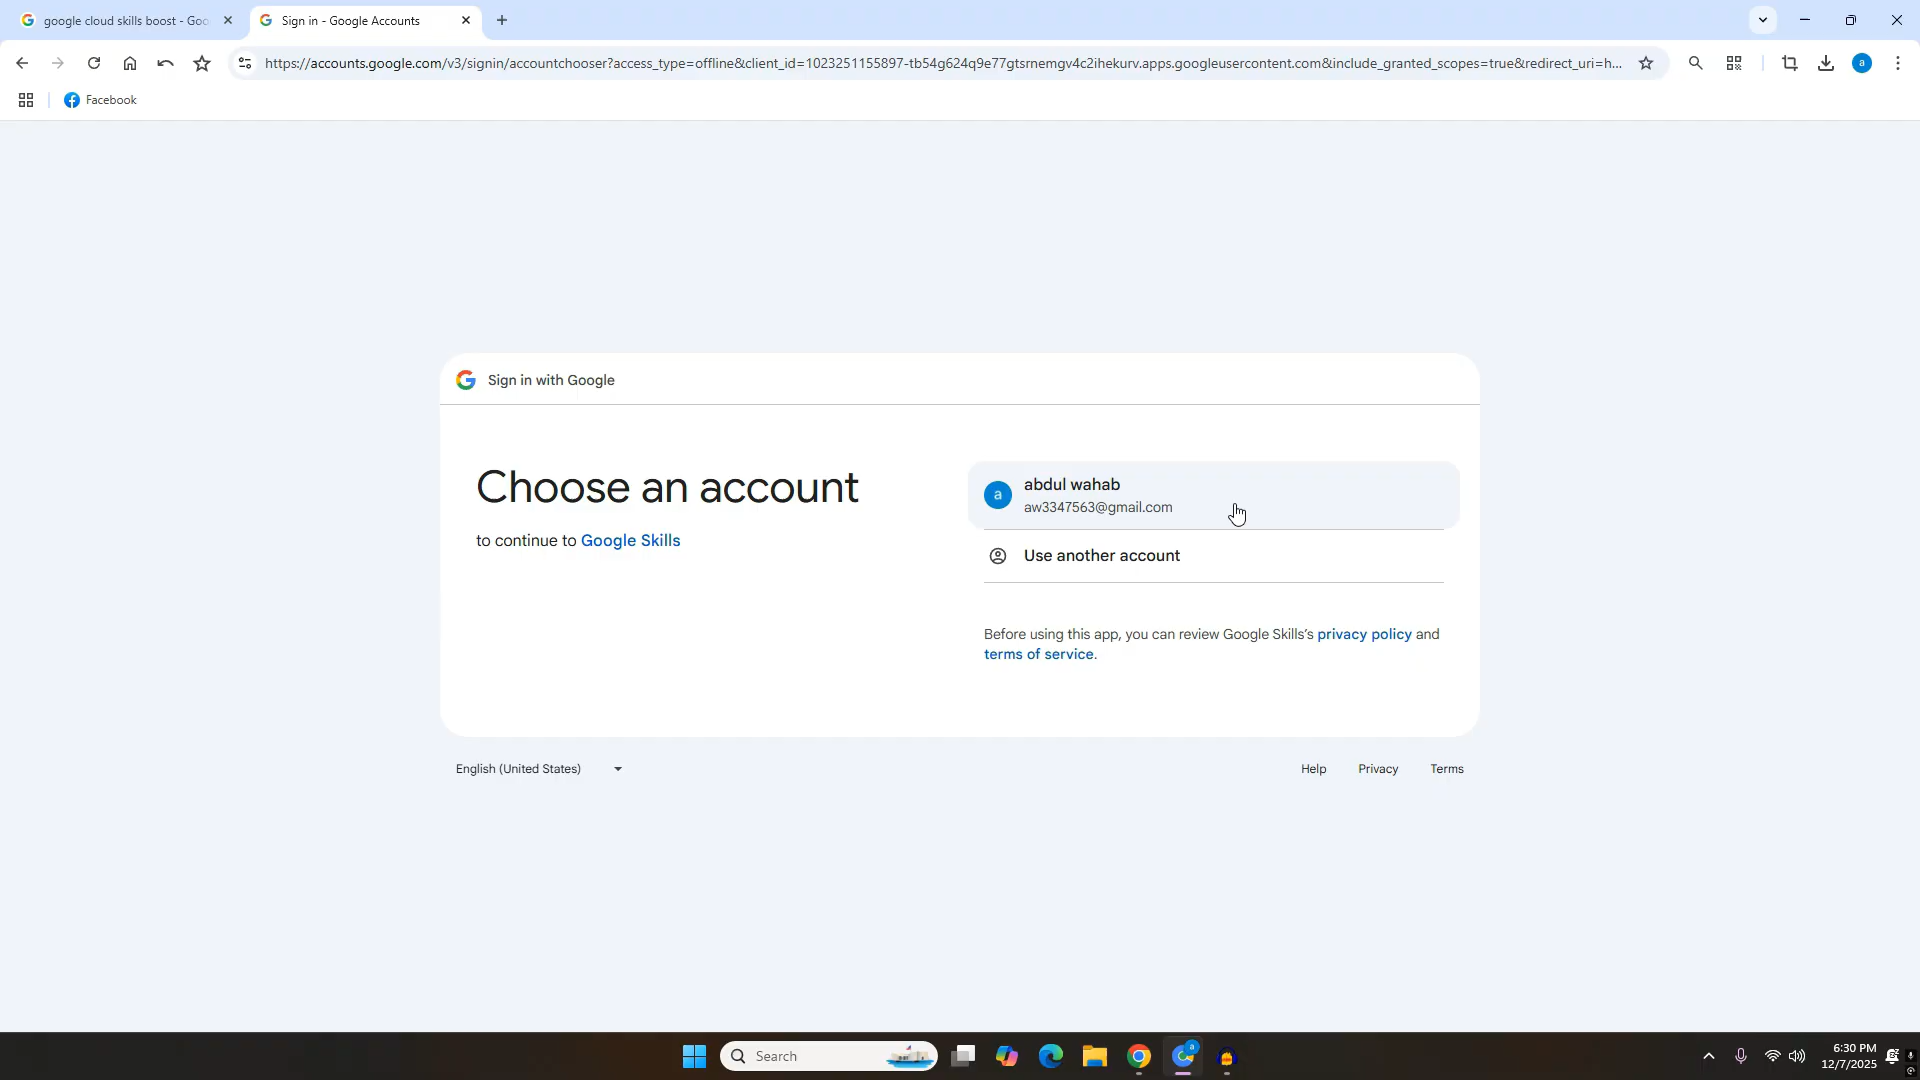 google cloud skills boost - Goo
Sign in - Google Accounts
https://accounts.google.com/v3/signin/accountchooser?access_type=offline&client_id=1023251155897-tb54g624q9e77gtsrnemgv4c2ihekurv.apps.googleusercontent.com&include_granted_scopes=true&redirect_uri=h...
a
Facebook
Sign in with Google
Choose an account
to continue to Google Skills
a
abdul wahab
aw3347563@gmail.com
Use another account
Before using this app, you can review Google Skills’s privacy policy and
terms of service.
English (United States)
Help
Privacy
Terms
Search
a
6:30 PM
12/7/2025